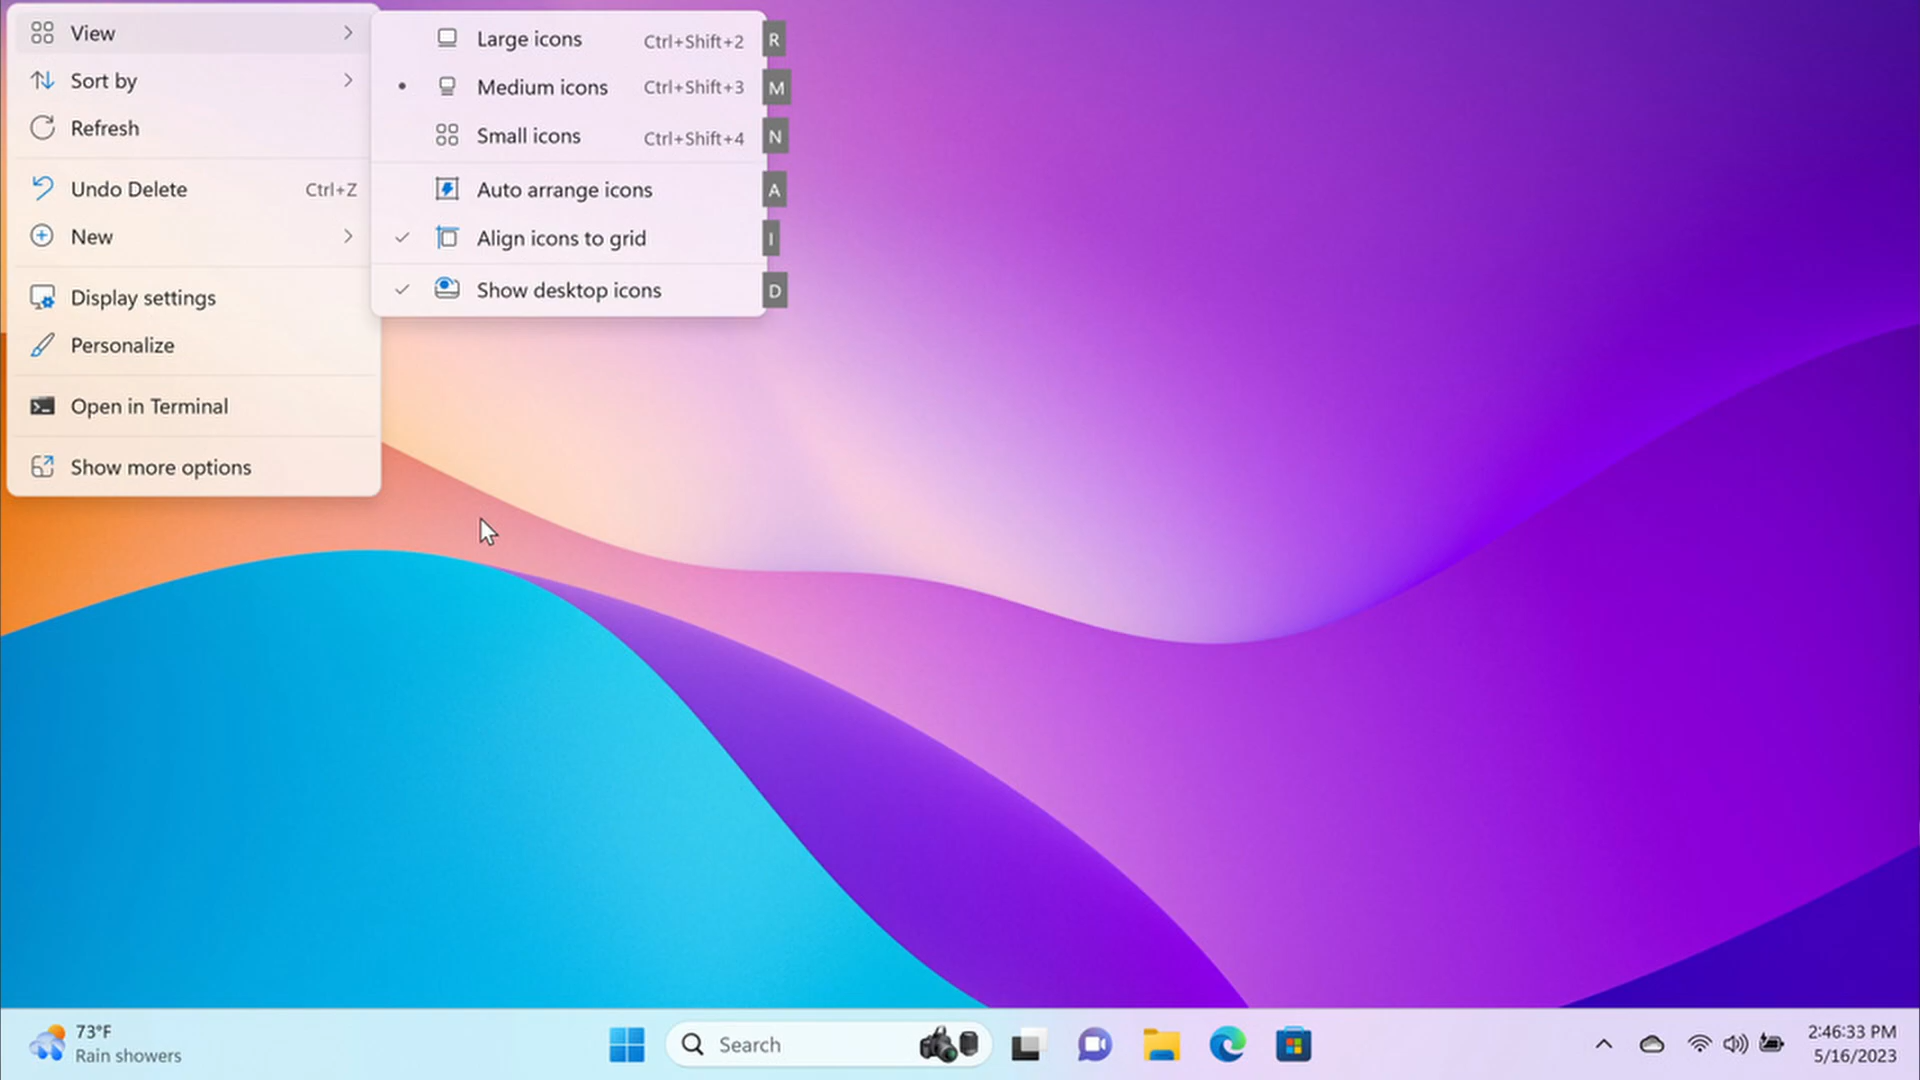 View
Sort by
Refresh
Undo Delete Ctrl+Z
New
Display settings
Personalize
Open in Terminal
Show more options
Large icons Ctrl+Shift+2 R
Medium icons Ctrl+Shift+3 M
Small icons Ctrl+Shift+4 N
Auto arrange icons A
Align icons to grid I
Show desktop icons D
73°F
Rain showers
Search
2:46:33 PM
5/16/2023